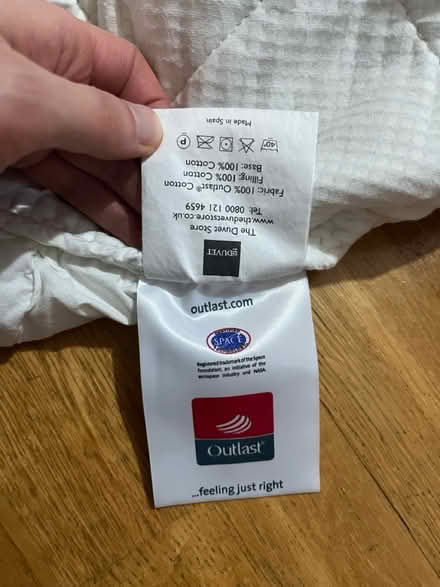 DUVET
The Duvet Store
www.theduvetstore.co.uk
Tel: 0800 121 4659
Fabric: 100% Outlast® Cotton
Filling: 100% Cotton
Base: 100% Cotton
40°
P
Made in Spain
outlast.com
SPACE
Registered trademark of the Space
foundation, an initiative of the
aerospace industry and NASA.
Outlast®
...feeling just right